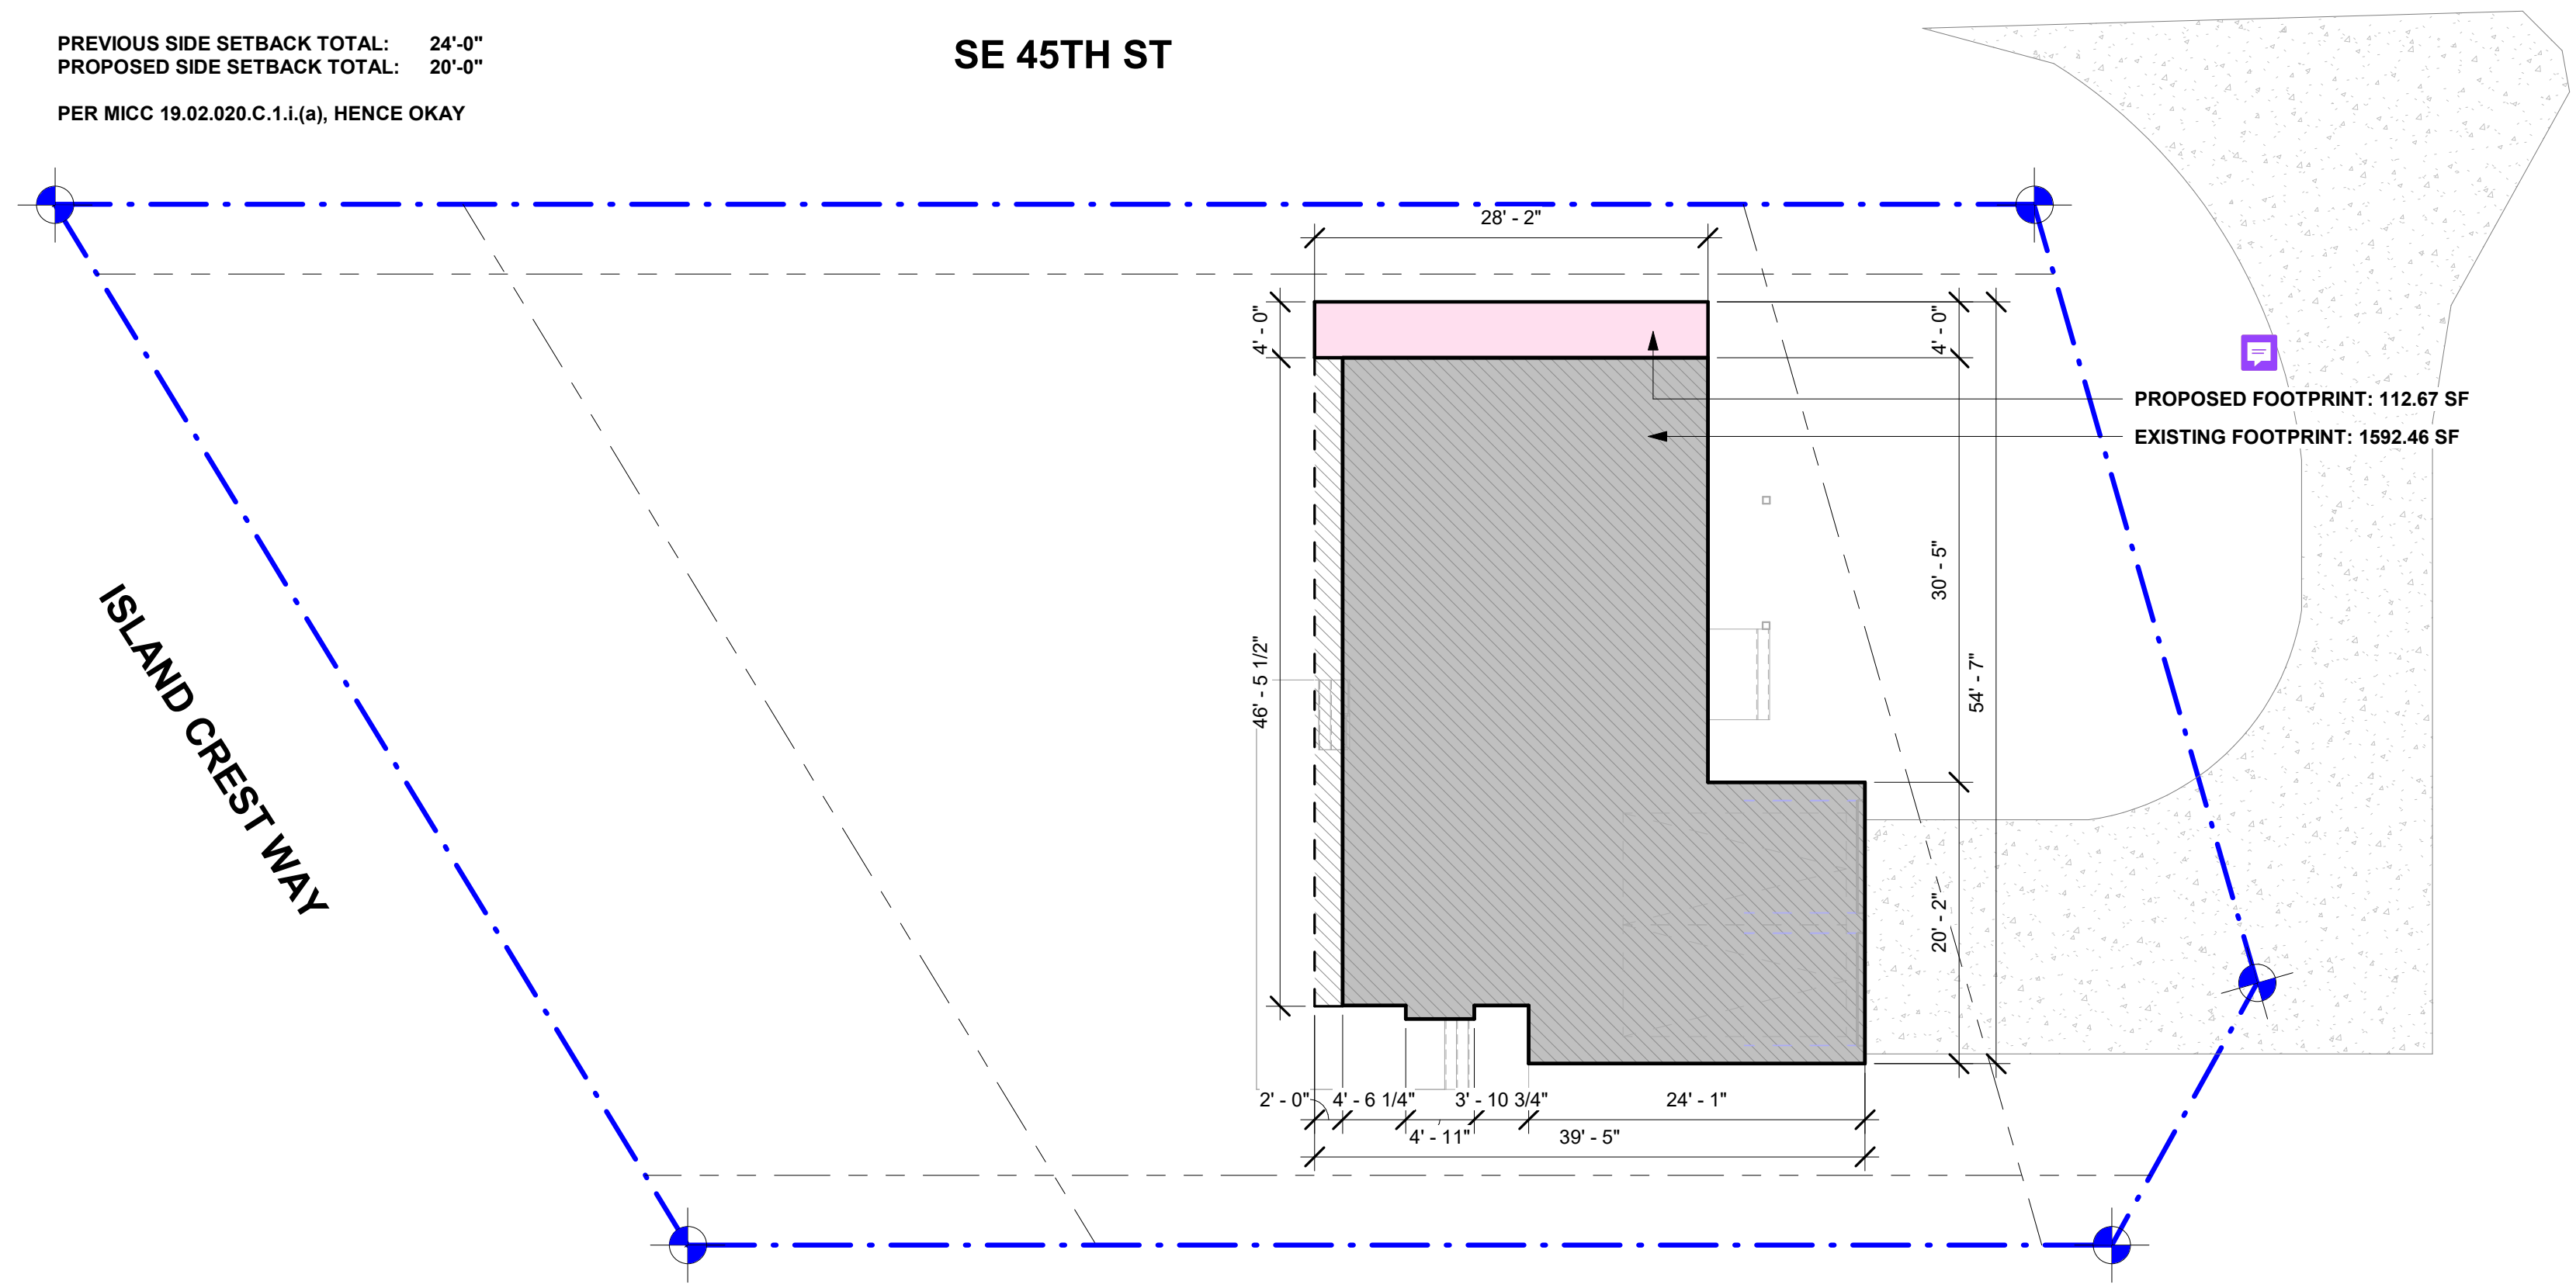 PREVIOUS SIDE SETBACK TOTAL: 24'-0"
PROPOSED SIDE SETBACK TOTAL: 20'-0"
PER MICC 19.02.020.C.1.i.(a), HENCE OKAY
SE 45TH ST
28' - 2"
4' - 0"
4' - 0"
PROPOSED FOOTPRINT: 112.67 SF
EXISTING FOOTPRINT: 1592.46 SF
30' - 5"
ISLAND CREST WAY
46' - 5 1/2"
54' - 7"
20' - 2"
2' - 0"
4' - 6 1/4"
3' - 10 3/4"
24' - 1"
4' - 11"
39' - 5"